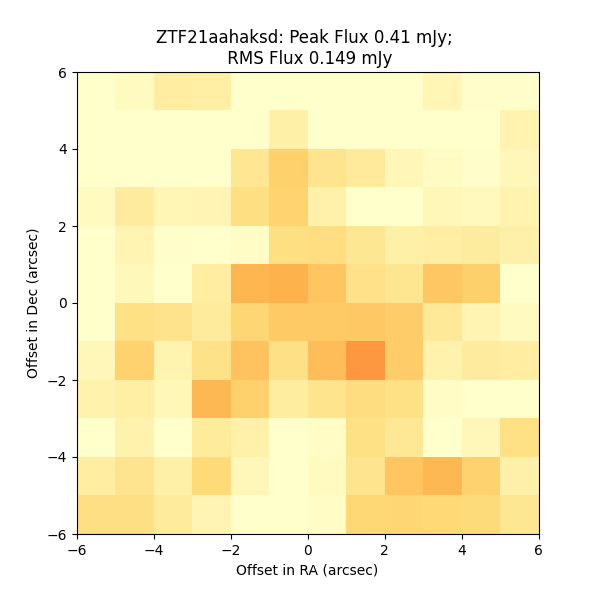 ZTF21aahaksd: Peak Flux 0.41 mJy;
RMS Flux 0.149 mJy
6
4
2
0
−2
−4
−6
Offset in Dec (arcsec)
−6 −4 −2 0 2 4 6
Offset in RA (arcsec)